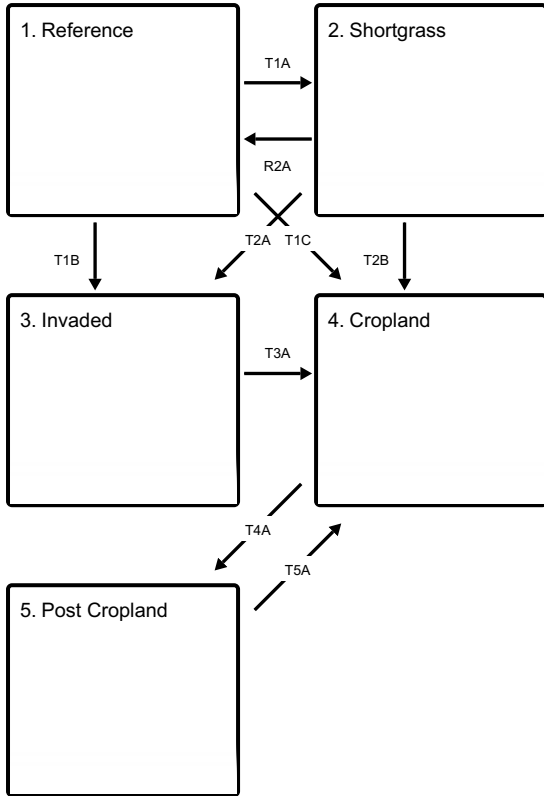 1. Reference
2. Shortgrass
T1A
R2A
T1B
T2A
T1C
T2B
3. Invaded
4. Cropland
T3A
T4A
T5A
5. Post Cropland